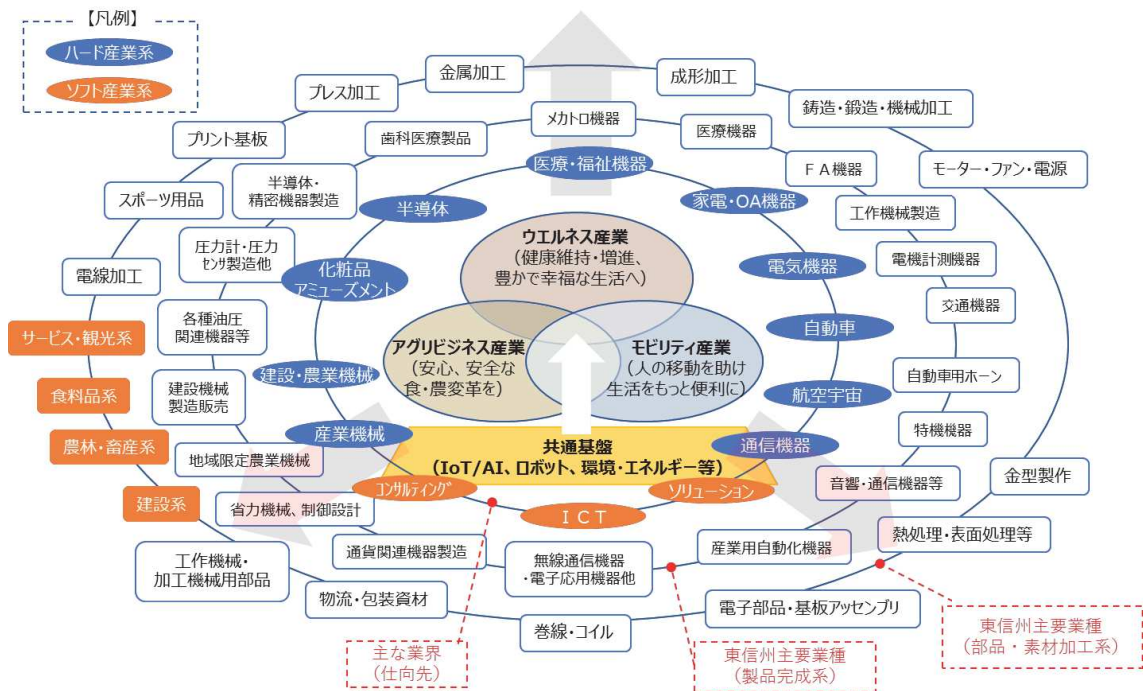 【凡例】
ハード産業系
ソフト産業系
金属加工
成形加工
プレス加工
鋳造・鍛造・機械加工
プリント基板
モーター・ファン・電源
スポーツ用品
電線加工
サービス・観光系
食料品系
農林・畜産系
建設系
工作機械・
加工機械用部品
物流・包装資材
巻線・コイル
電子部品・基板アッセンブリ
熱処理・表面処理等
金型製作
メカトロ機器
歯科医療製品
医療機器
半導体・
精密機器製造
ＦＡ機器
工作機械製造
圧力計・圧力
センサ製造他
電機計測機器
各種油圧
関連機器等
交通機器
建設機械
製造販売
自動車用ホーン
地域限定農業機械
特機機器
省力機械、制御設計
音響・通信機器等
通貨関連機器製造
無線通信機器
・電子応用機器他
産業用自動化機器
医療・福祉機器
半導体
家電・OA機器
化粧品
アミューズメント
電気機器
自動車
建設・農業機械
航空宇宙
産業機械
通信機器
コンサルティング
ＩＣＴ
ソリューション
ウエルネス産業
（健康維持・増進、
豊かで幸福な生活へ）
アグリビジネス産業
（安心、安全な
食・農変革を）
モビリティ産業
（人の移動を助け
生活をもっと便利に）
共通基盤
（IoT/AI、ロボット、環境・エネルギー等）
主な業界
（仕向先）
東信州主要業種
（製品完成系）
東信州主要業種
（部品・素材加工系）